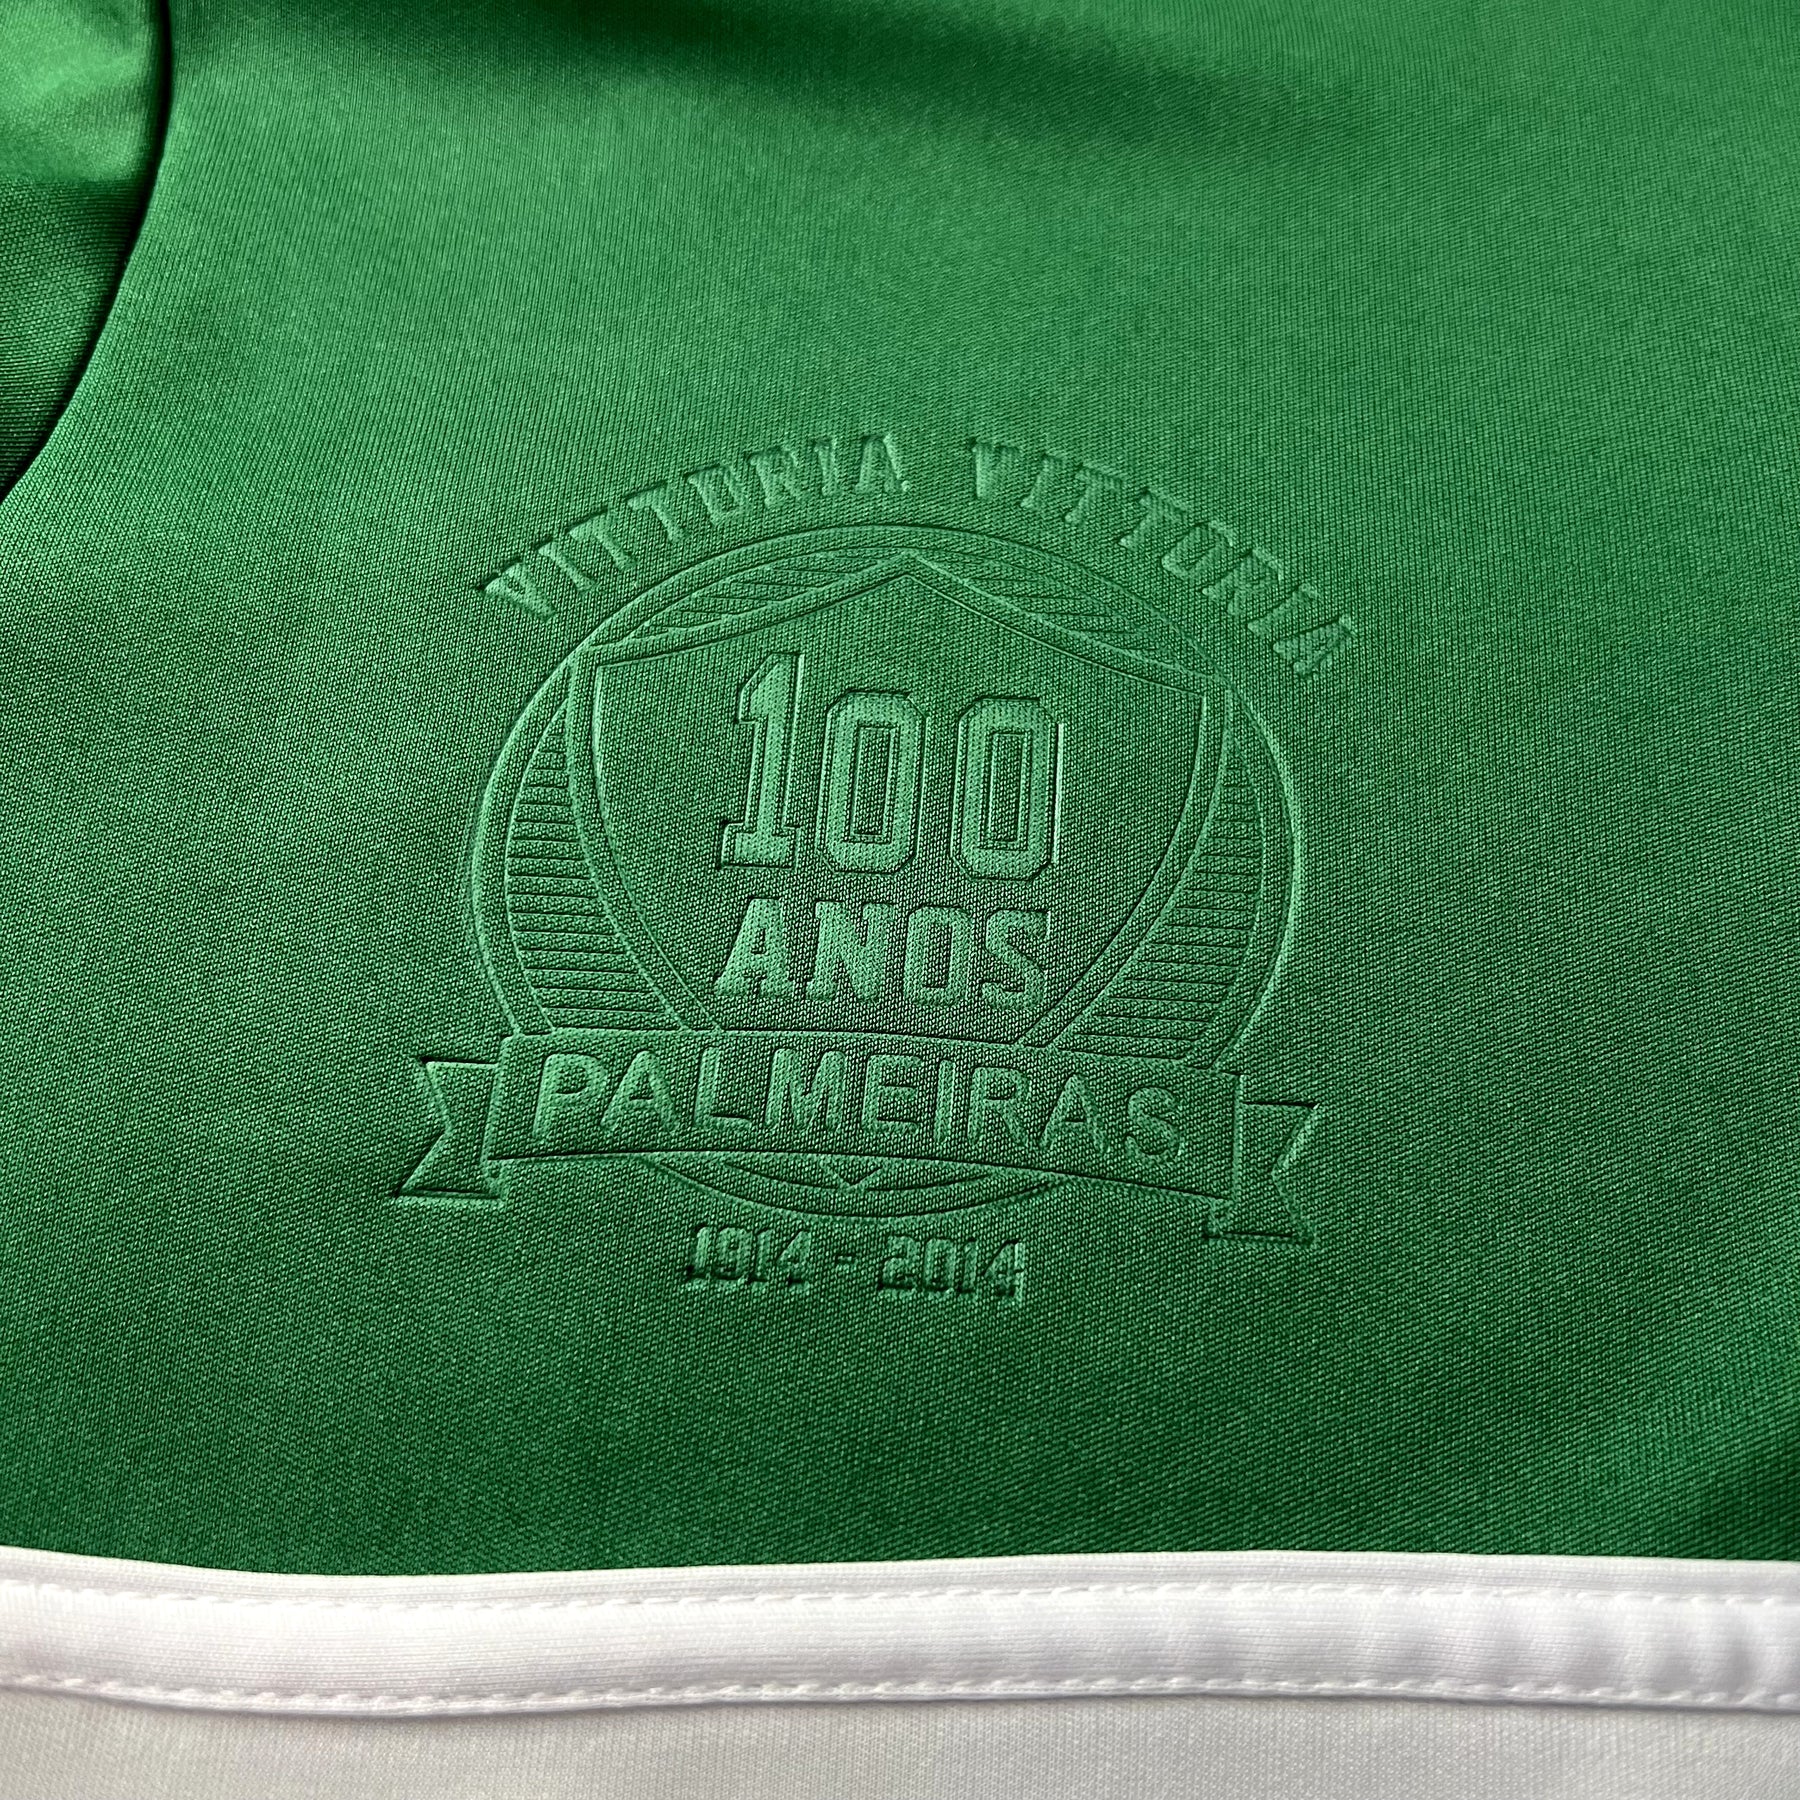 VITTORIA VITTORIA
100
ANOS
PALMEIRAS
1914 - 2014